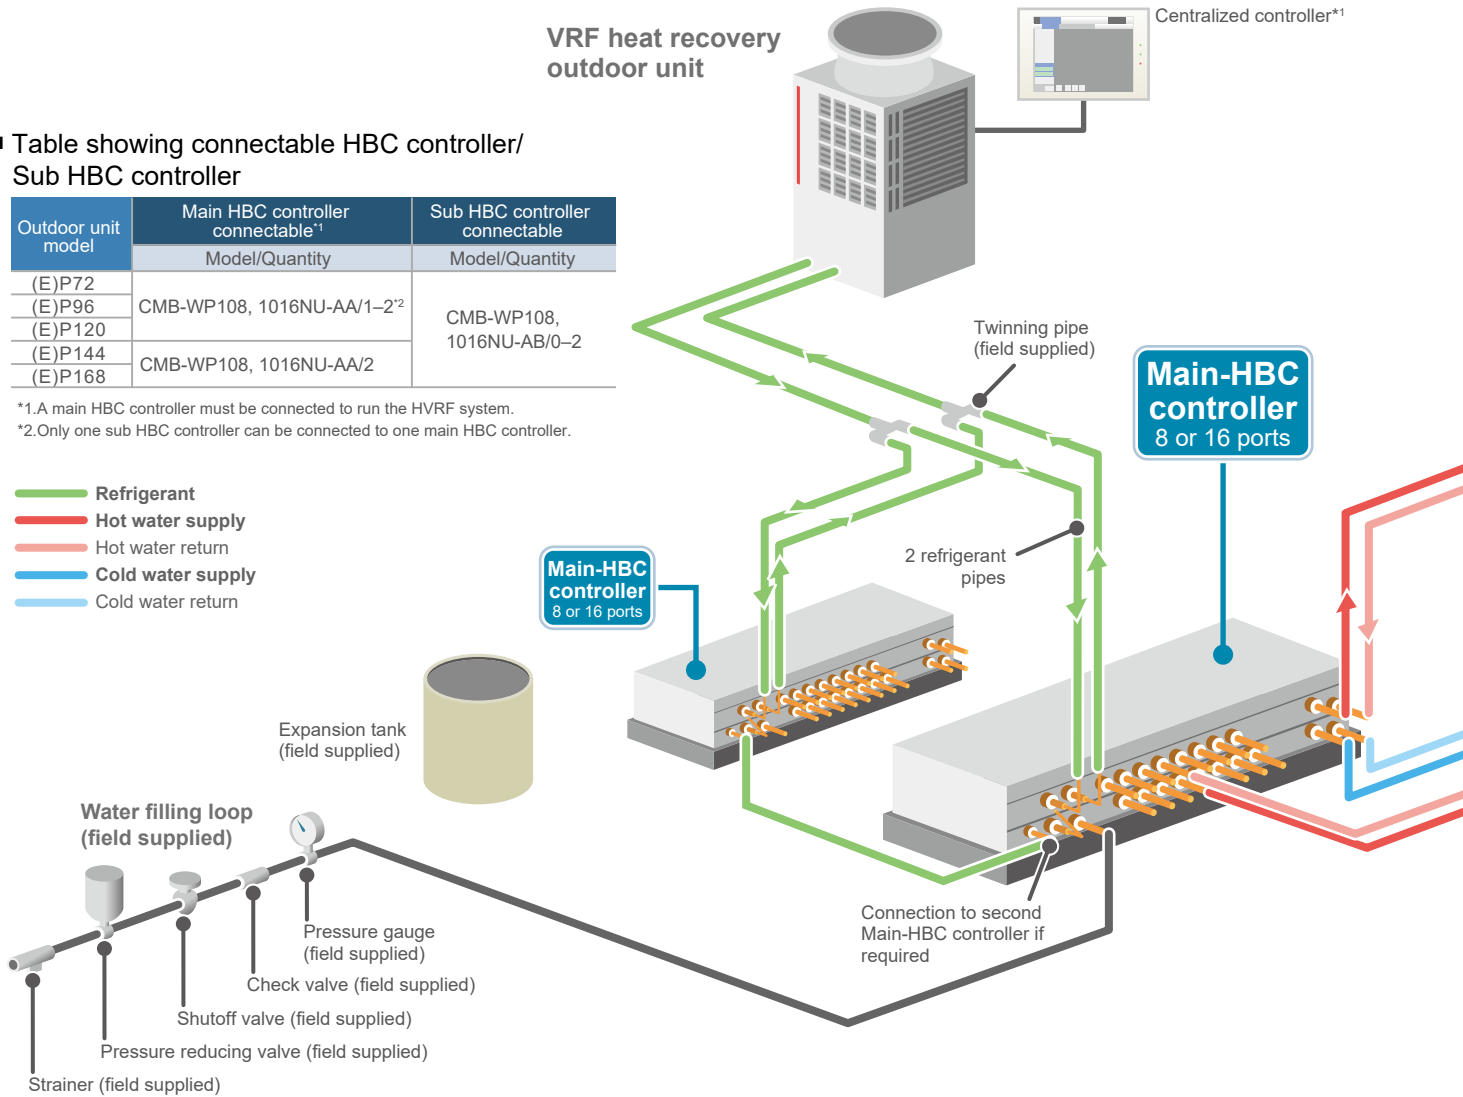 VRF heat recovery
outdoor unit
Centralized controller*1
Table showing connectable HBC controller/
Sub HBC controller
Outdoor unit
model
Main HBC controller
connectable*1
Sub HBC controller
connectable
Model/Quantity
Model/Quantity
(E)P72
(E)P96
(E)P120
(E)P144
(E)P168
CMB-WP108, 1016NU-AA/1–2*2
CMB-WP108, 1016NU-AA/2
CMB-WP108,
1016NU-AB/0–2
*1.A main HBC controller must be connected to run the HVRF system.
*2.Only one sub HBC controller can be connected to one main HBC controller.
Refrigerant
Hot water supply
Hot water return
Cold water supply
Cold water return
Twinning pipe
(field supplied)
Main-HBC
controller
8 or 16 ports
2 refrigerant
pipes
Main-HBC
controller
8 or 16 ports
Expansion tank
(field supplied)
Water filling loop
(field supplied)
Pressure gauge
(field supplied)
Check valve (field supplied)
Shutoff valve (field supplied)
Pressure reducing valve (field supplied)
Strainer (field supplied)
Connection to second
Main-HBC controller if
required